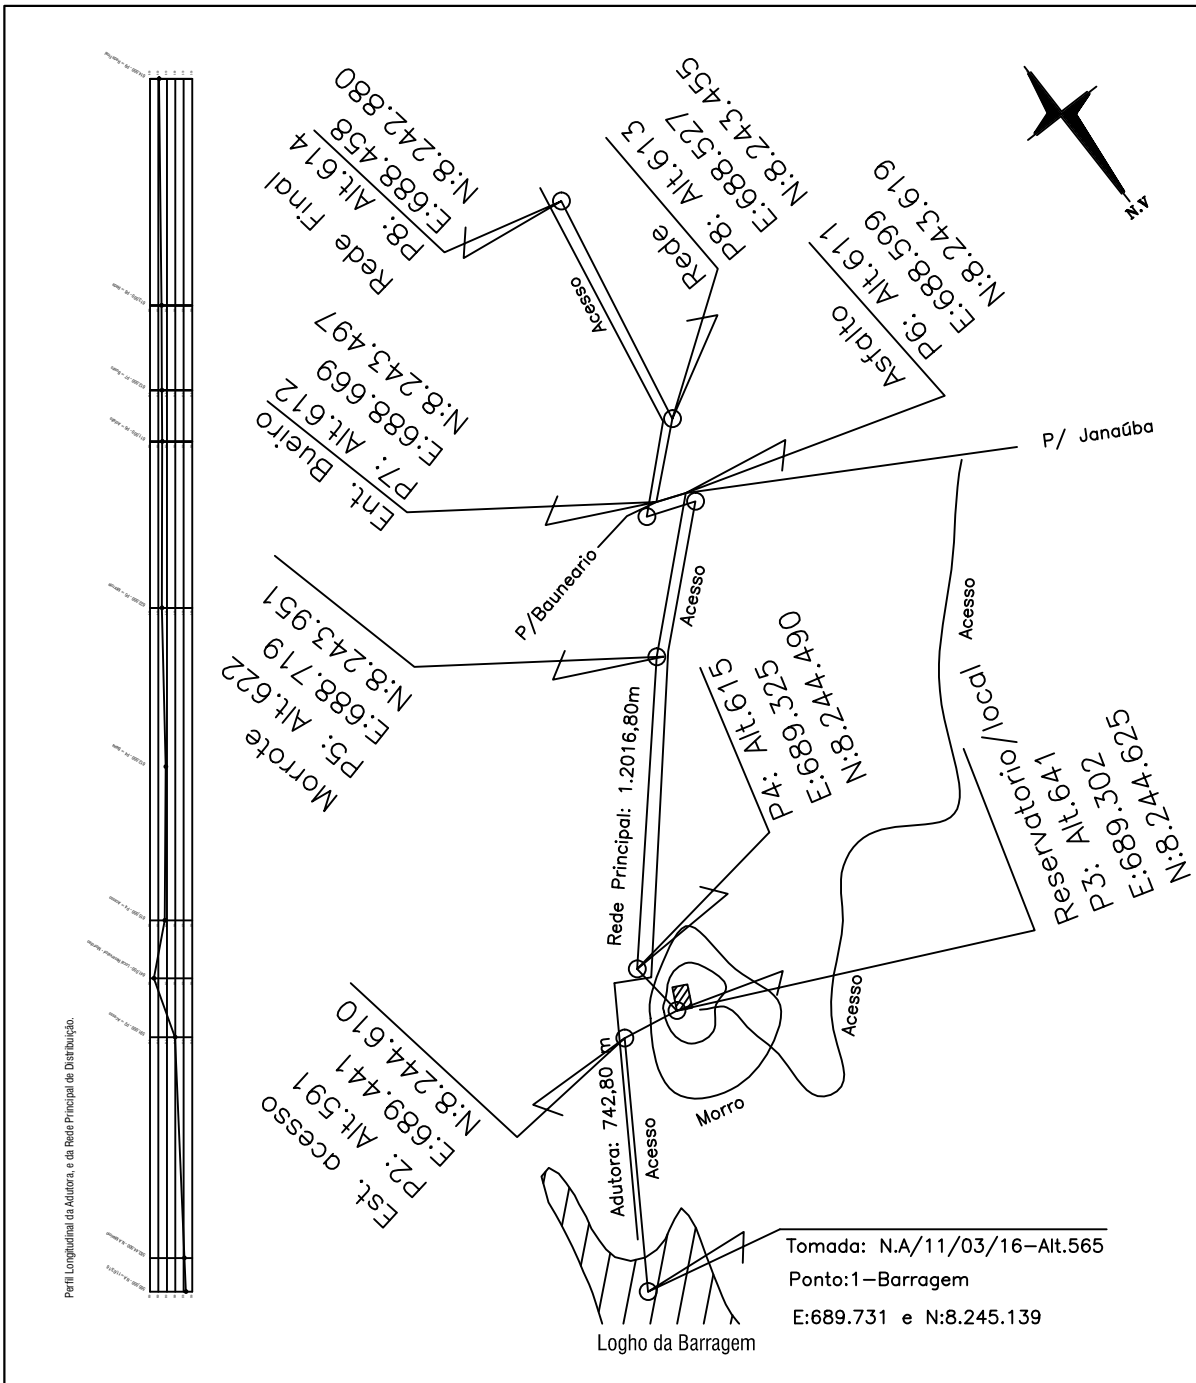 Rede Final
P8: Alt.614
E:688.458
N:8.242.880
Rede
P8: Alt.613
E:688.527
N:8.243.455
Asfalto
P6: Alt.611
E:688.599
N:8.243.619
N.V
Acesso
Ent. Bueiro
P7: Alt.612
E:688.669
N:8.243.497
P/ Janaúba
P/Bauneario
Acesso
Acesso
Morrote
P5: Alt.622
E:688.719
N:8.243.951
P4: Alt.615
E:689.325
N:8.244.490
Rede Principal: 1.2016,80m
Reservatorio/local
P3: Alt.641
E:689.302
N:8.244.625
Acesso
Est. acesso
P2: Alt.591
E:689.441
N:8.244.610
Morro
Adutora: 742,80 m
Acesso
Tomada: N.A/11/03/16-Alt.565
Ponto:1-Barragem
E:689.731 e N:8.245.139
Logho da Barragem
Perfil Longitudinal da Adutora, e da Rede Principal de Distribuição.